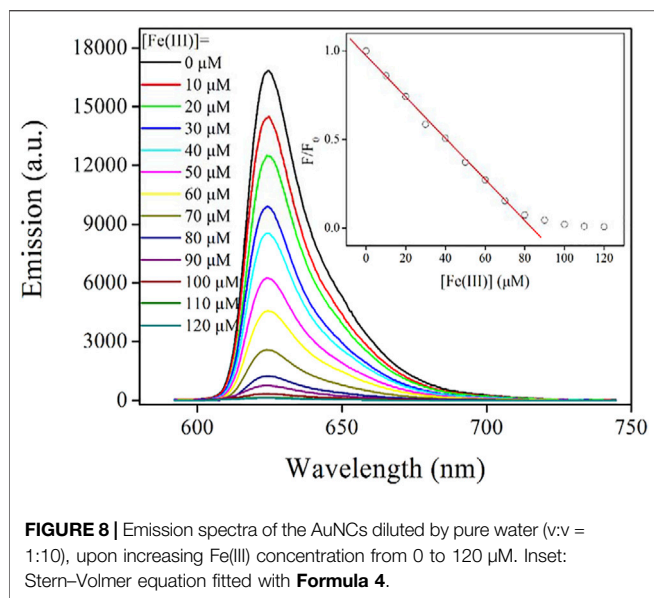 [Fe(III)]=
0 μM
10 μM
20 μM
30 μM
40 μM
50 μM
60 μM
70 μM
80 μM
90 μM
100 μM
110 μM
120 μM
18000
15000
12000
9000
6000
3000
0
Emission (a.u.)
600
650
700
750
Wavelength (nm)
1.0
0.5
0.0
F/F0
0
20
40
60
80
100
120
[Fe(III)] (μM)
FIGURE 8 | Emission spectra of the AuNCs diluted by pure water (v:v =
1:10), upon increasing Fe(III) concentration from 0 to 120 μM. Inset:
Stern–Volmer equation fitted with Formula 4.